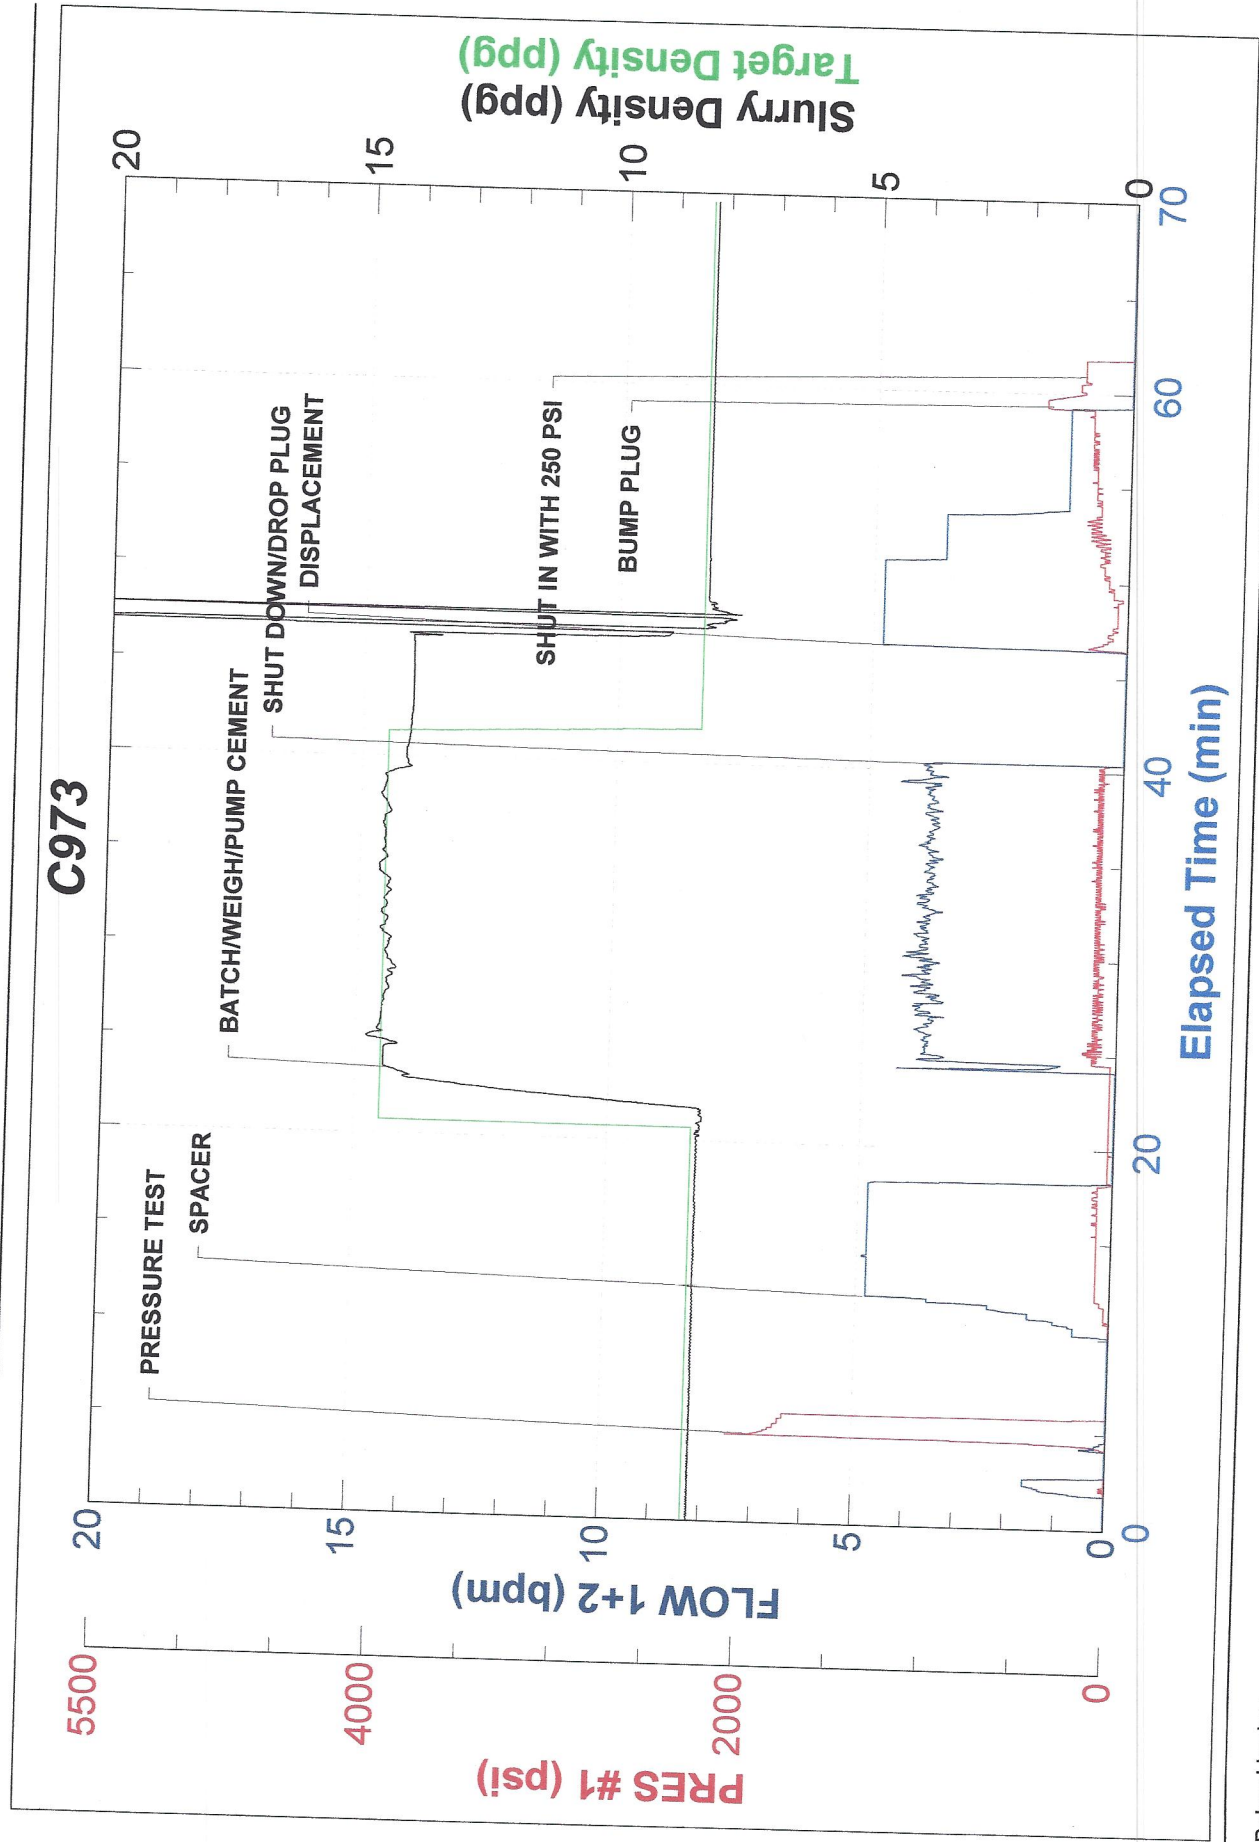 C973
PRESSURE TEST
SPACER
BATCH/WEIGH/PUMP CEMENT
SHUT DOWN/DROP PLUG
DISPLACEMENT
SHUT IN WITH 250 PSI
BUMP PLUG
PRES #1 (psi)
5500
4000
2000
0
FLOW 1+2 (bpm)
20
15
10
5
0
Slurry Density (ppg)
Target Density (ppg)
20
15
10
5
0
0
20
40
60
70
Elapsed Time (min)